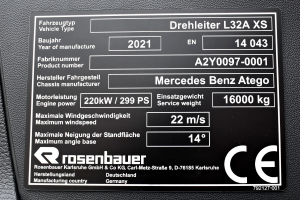 Fahrzeugtyp
Vehicle Type
Drehleiter L32A XS
Baujahr
Year of manufacture
2021
EN
14 043
Fabriknummer
Product number
A2Y0097-0001
Hersteller Fahrgestell
Chassis manufacturer
Mercedes Benz Atego
Motorleistung
Engine power
220kW / 299 PS
Einsatzgewicht
Service weight
16000 kg
Maximale Windgeschwindigkeit
Maximum windspeed
22 m/s
Maximale Neigung der Standfläche
Maximum angle base
14°
rosenbauer
Rosenbauer Karlsruhe GmbH & Co KG, Carl-Metz-Straße 9, D-76185 Karlsruhe
Herstellungsland
Manufacturing country
Deutschland
Germany
CE
792127-001